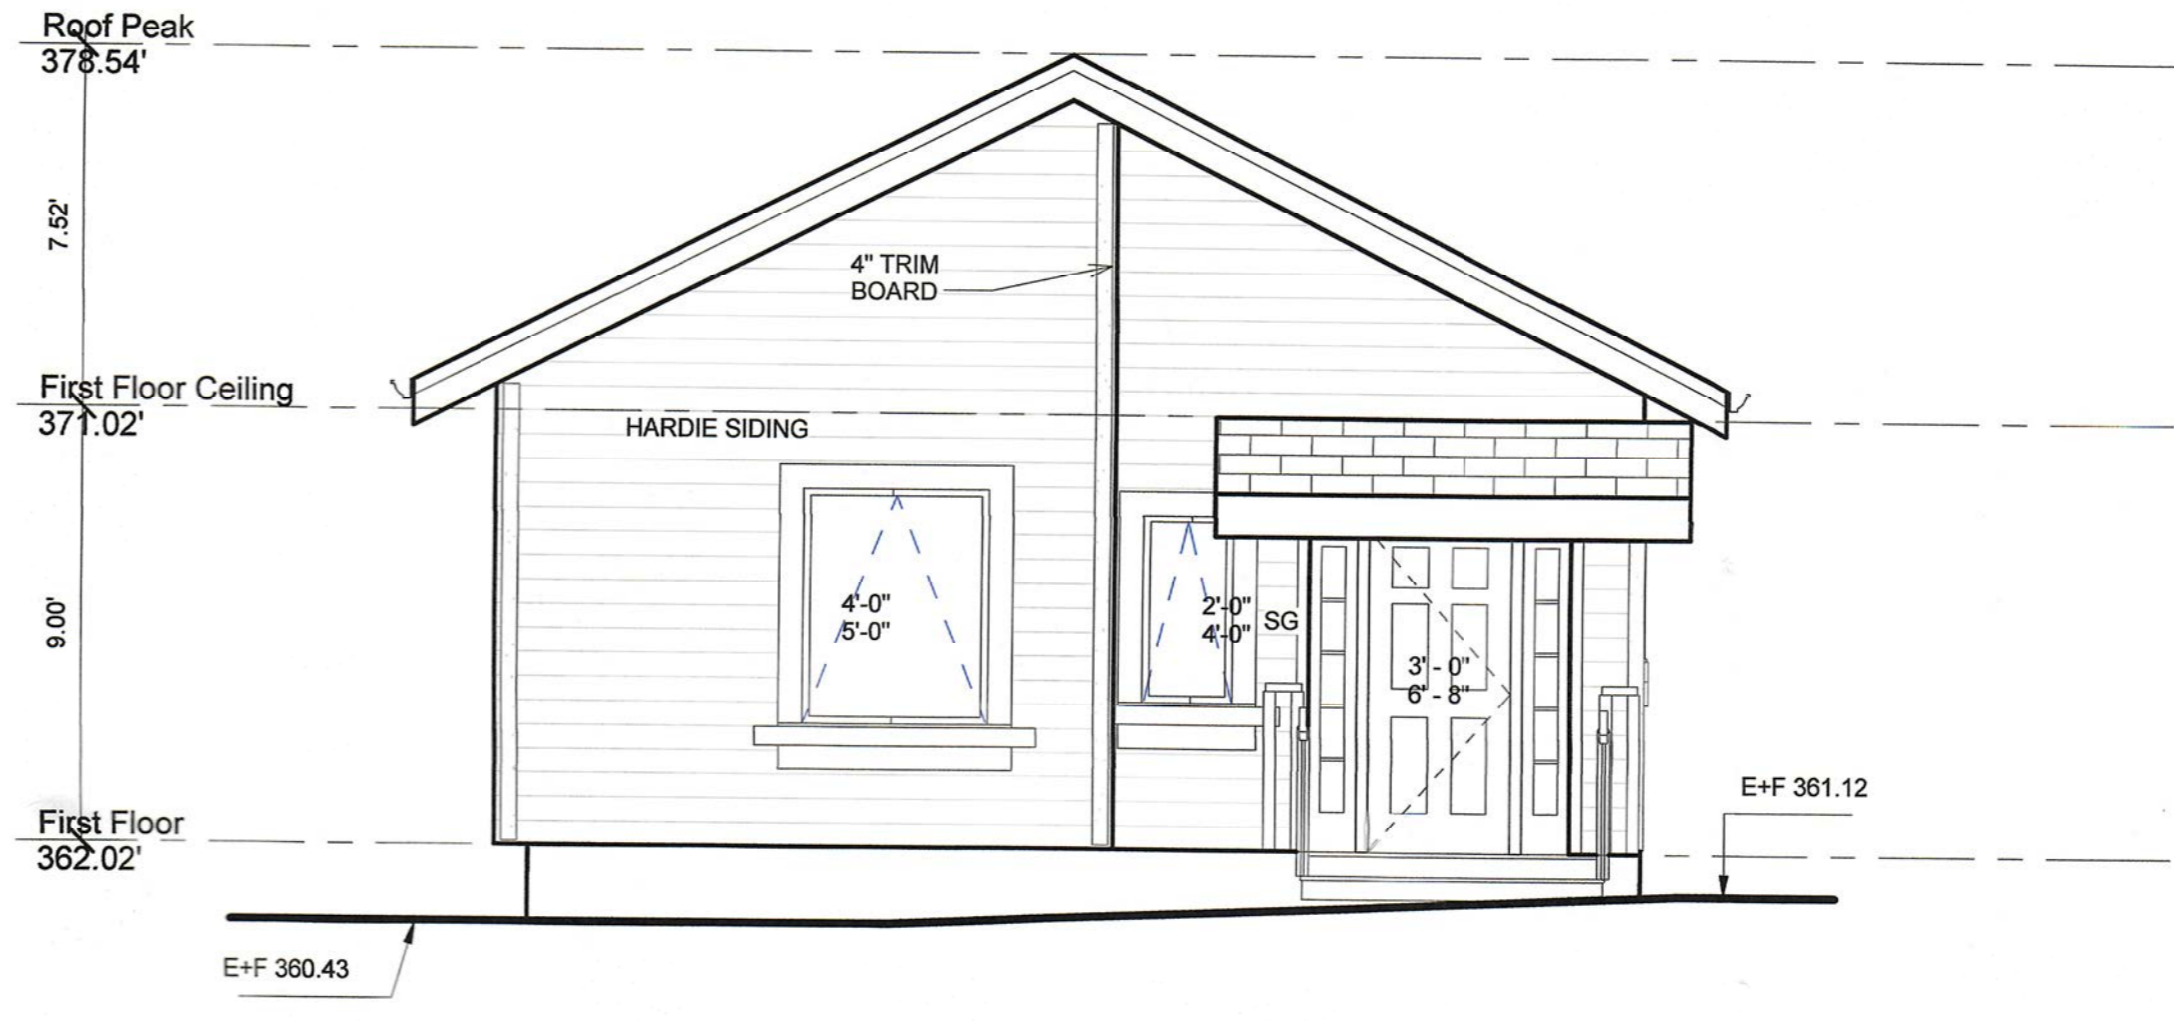 Roof Peak
378.54'
7.52'
4" TRIM
BOARD
First Floor Ceiling
371.02'
HARDIE SIDING
9.00'
4'-0"
5'-0"
2'-0"
4'-0"
SG
3' - 0"
6' - 8"
E+F 361.12
First Floor
362.02'
E+F 360.43